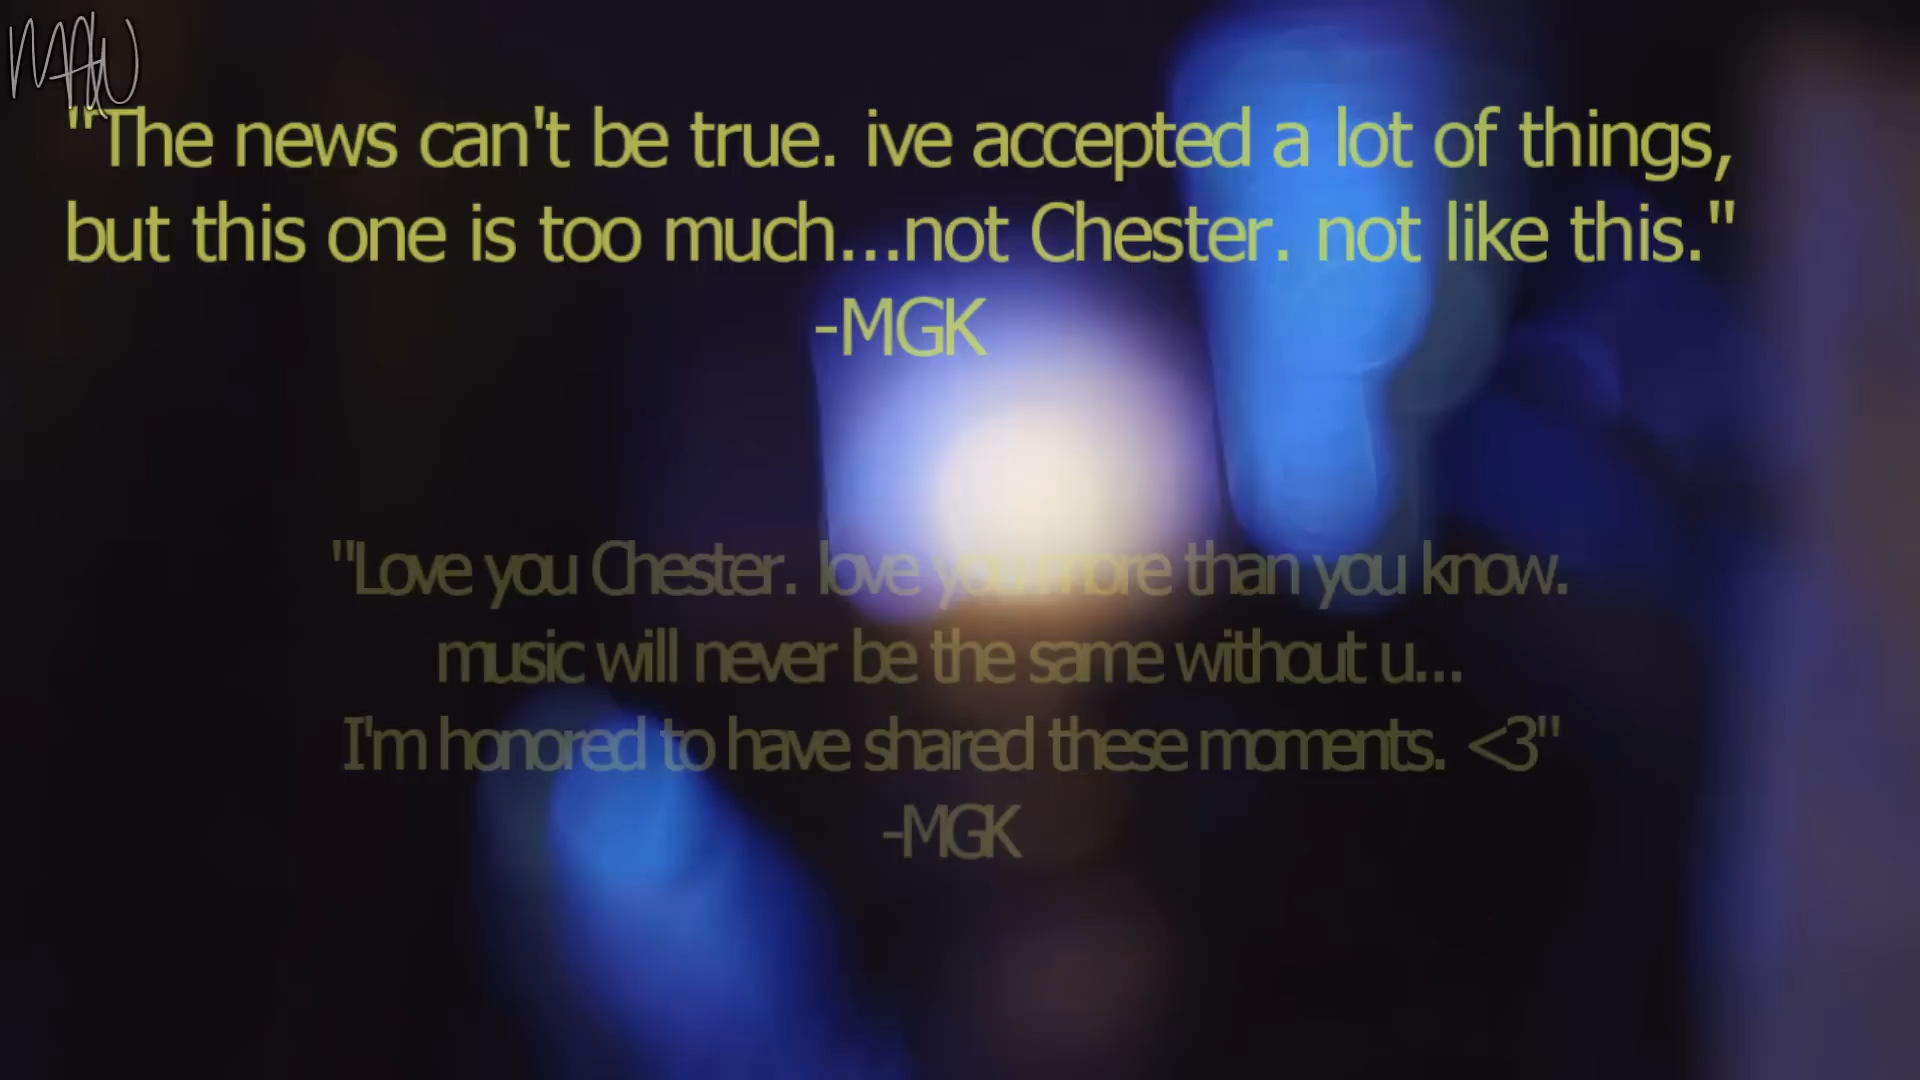 MAW
"The news can't be true. ive accepted a lot of things,
but this one is too much...not Chester. not like this."
-MGK
"Love you Chester. love you more than you know.
music will never be the same without u...
I'm honored to have shared these moments. <3"
-MGK